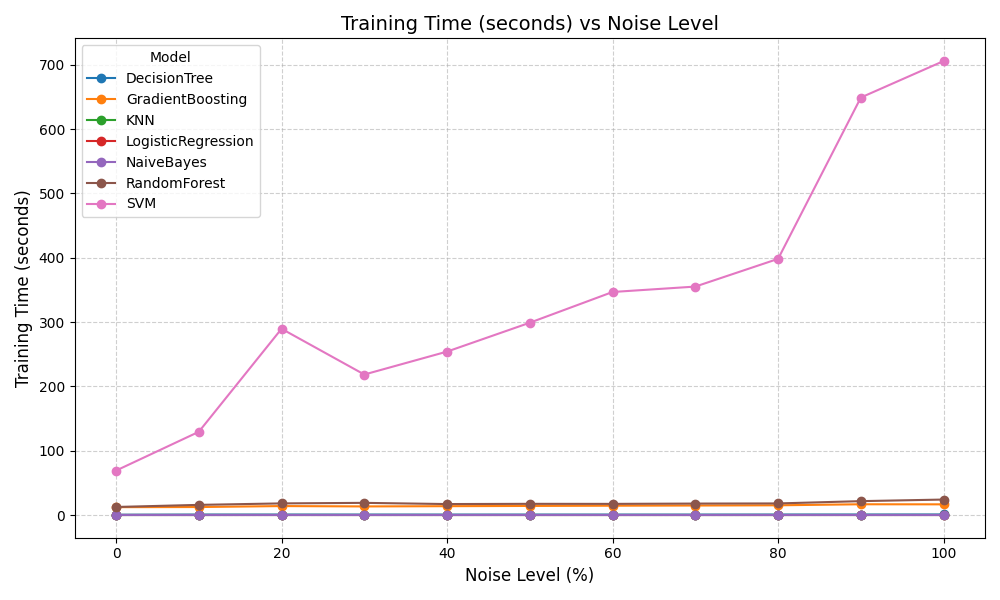 Training Time (seconds) vs Noise Level
Model
DecisionTree
GradientBoosting
KNN
LogisticRegression
NaiveBayes
RandomForest
SVM
Training Time (seconds)
700
600
500
400
300
200
100
0
0 20 40 60 80 100
Noise Level (%)